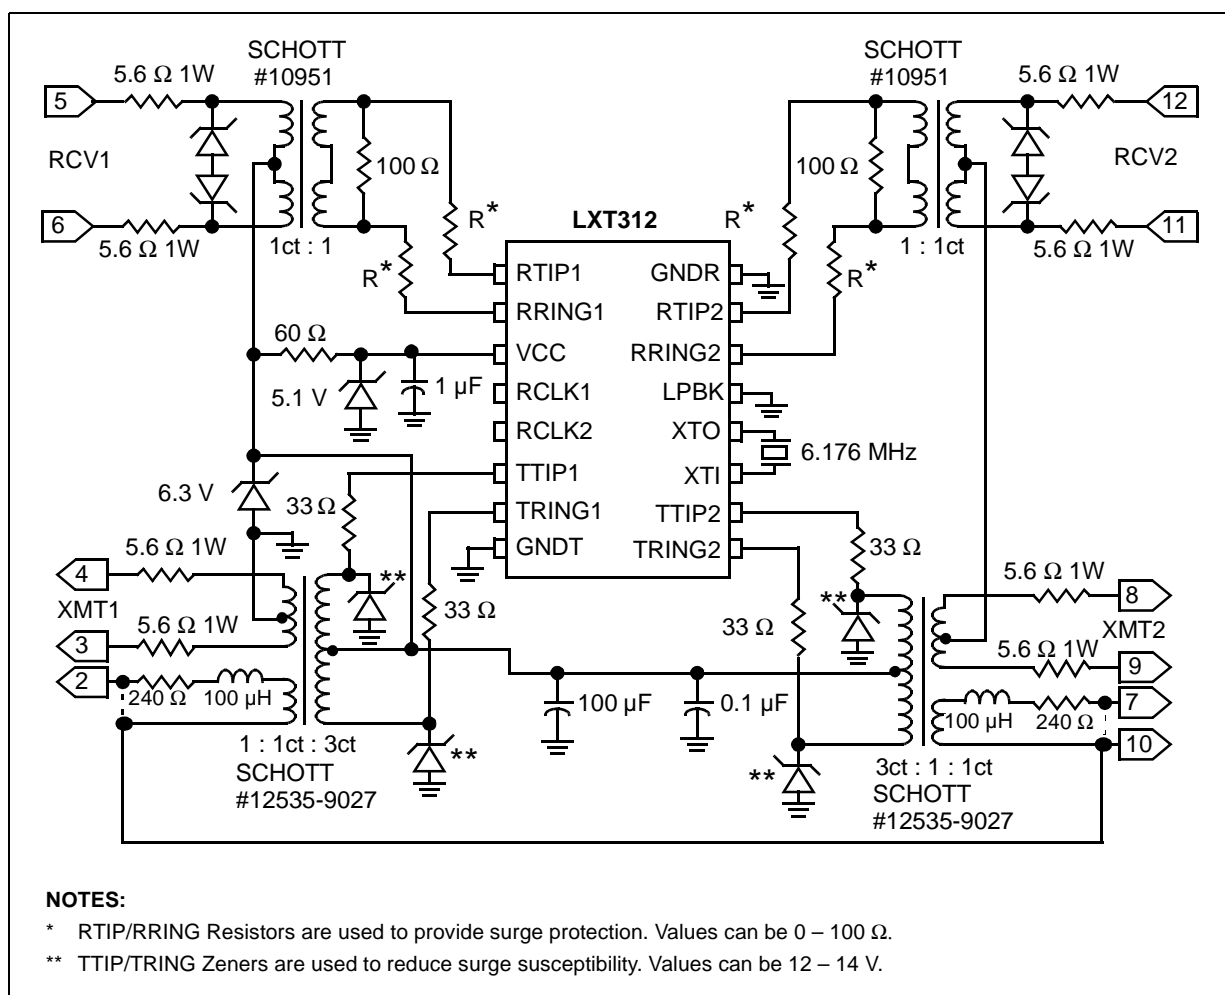 SCHOTT
#10951
SCHOTT
#10951
5.6 Ω 1W
5.6 Ω 1W
5
12
RCV1
100 Ω
100 Ω
RCV2
6
R*
LXT312
R*
11
5.6 Ω 1W
1ct : 1
1 : 1ct
5.6 Ω 1W
R*
R*
RTIP1
GNDR
RRING1
RTIP2
60 Ω
VCC
RRING2
5.1 V
1 µF
RCLK1
LPBK
RCLK2
XTO
6.176 MHz
TTIP1
XTI
6.3 V
33 Ω
TRING1
TTIP2
GNDT
TRING2
33 Ω
5.6 Ω 1W
4
**
5.6 Ω 1W
8
XMT1
33 Ω
33 Ω
**
XMT2
5.6 Ω 1W
3
5.6 Ω 1W
9
2
240 Ω
100 µH
100 µF
0.1 µF
100 µH
240 Ω
7
10
1 : 1ct : 3ct
SCHOTT
#12535-9027
**
**
3ct : 1 : 1ct
SCHOTT
#12535-9027
NOTES:
* RTIP/RRING Resistors are used to provide surge protection. Values can be 0 – 100 Ω.
** TTIP/TRING Zeners are used to reduce surge susceptibility. Values can be 12 – 14 V.